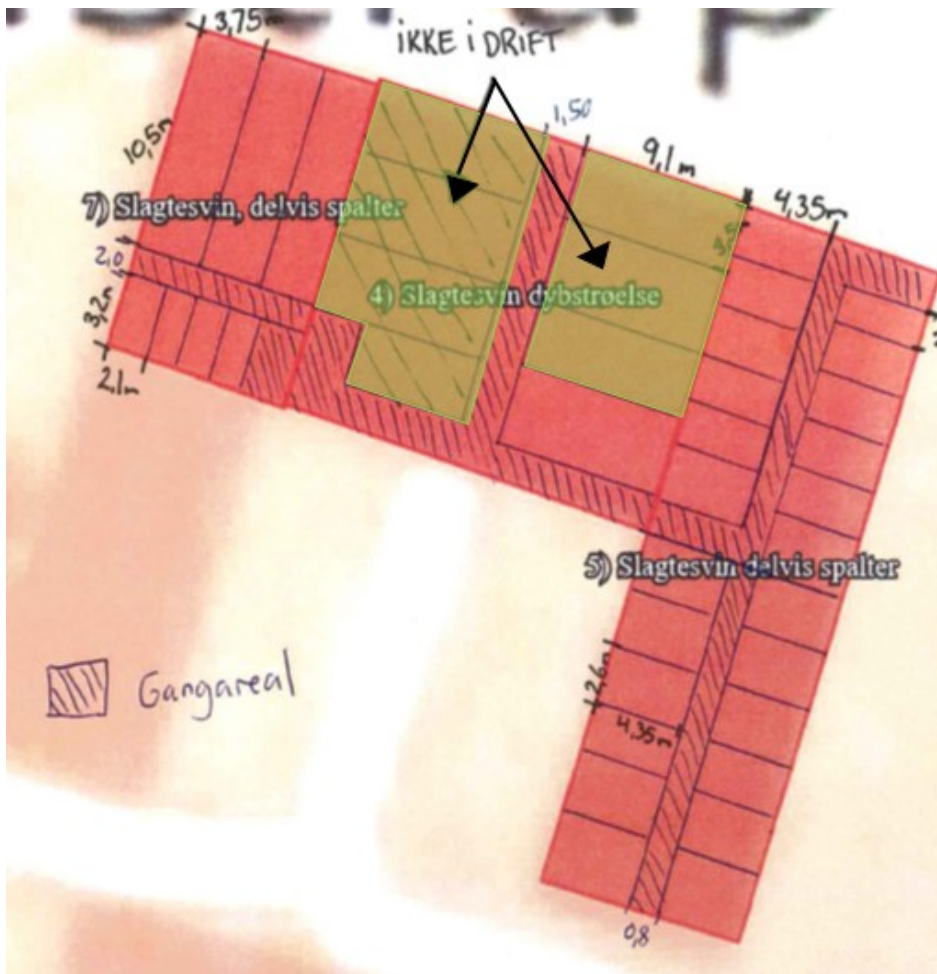 3,75m
IKKE I DRIFT
1,50
9,1m
4,35m
10,5m
7) Slagtesvin, delvis spalter
2,0
3,2m
2,1m
4) Slagtesvin dybstrøelse
5) Slagtesvin delvis spalter
2,6m
4,35m
Gangareal
0,8